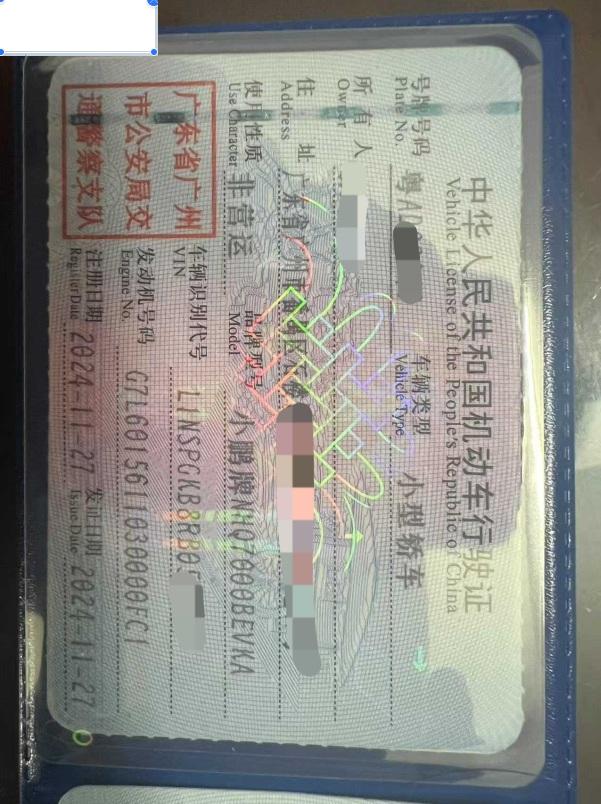 中华人民共和国机动车行驶证
Vehicle License of the People's Republic of China
号牌号码 粤AD 车辆类型 小型轿车
Plate No. Vehicle Type
所有人
Owner
住址 广东省广州
Address
使用性质 非营运 品牌型号 小鹏牌NHQ7000BEVKA
Use Character Model
广东省广州市公安局交通警察支队
车辆识别代号 L1NSPGKB8RB0
VIN
发动机号码 G7L6015611030000FC1
Engine No.
注册日期 2024-11-27 发证日期 2024-11-27
Register Date Issue Date